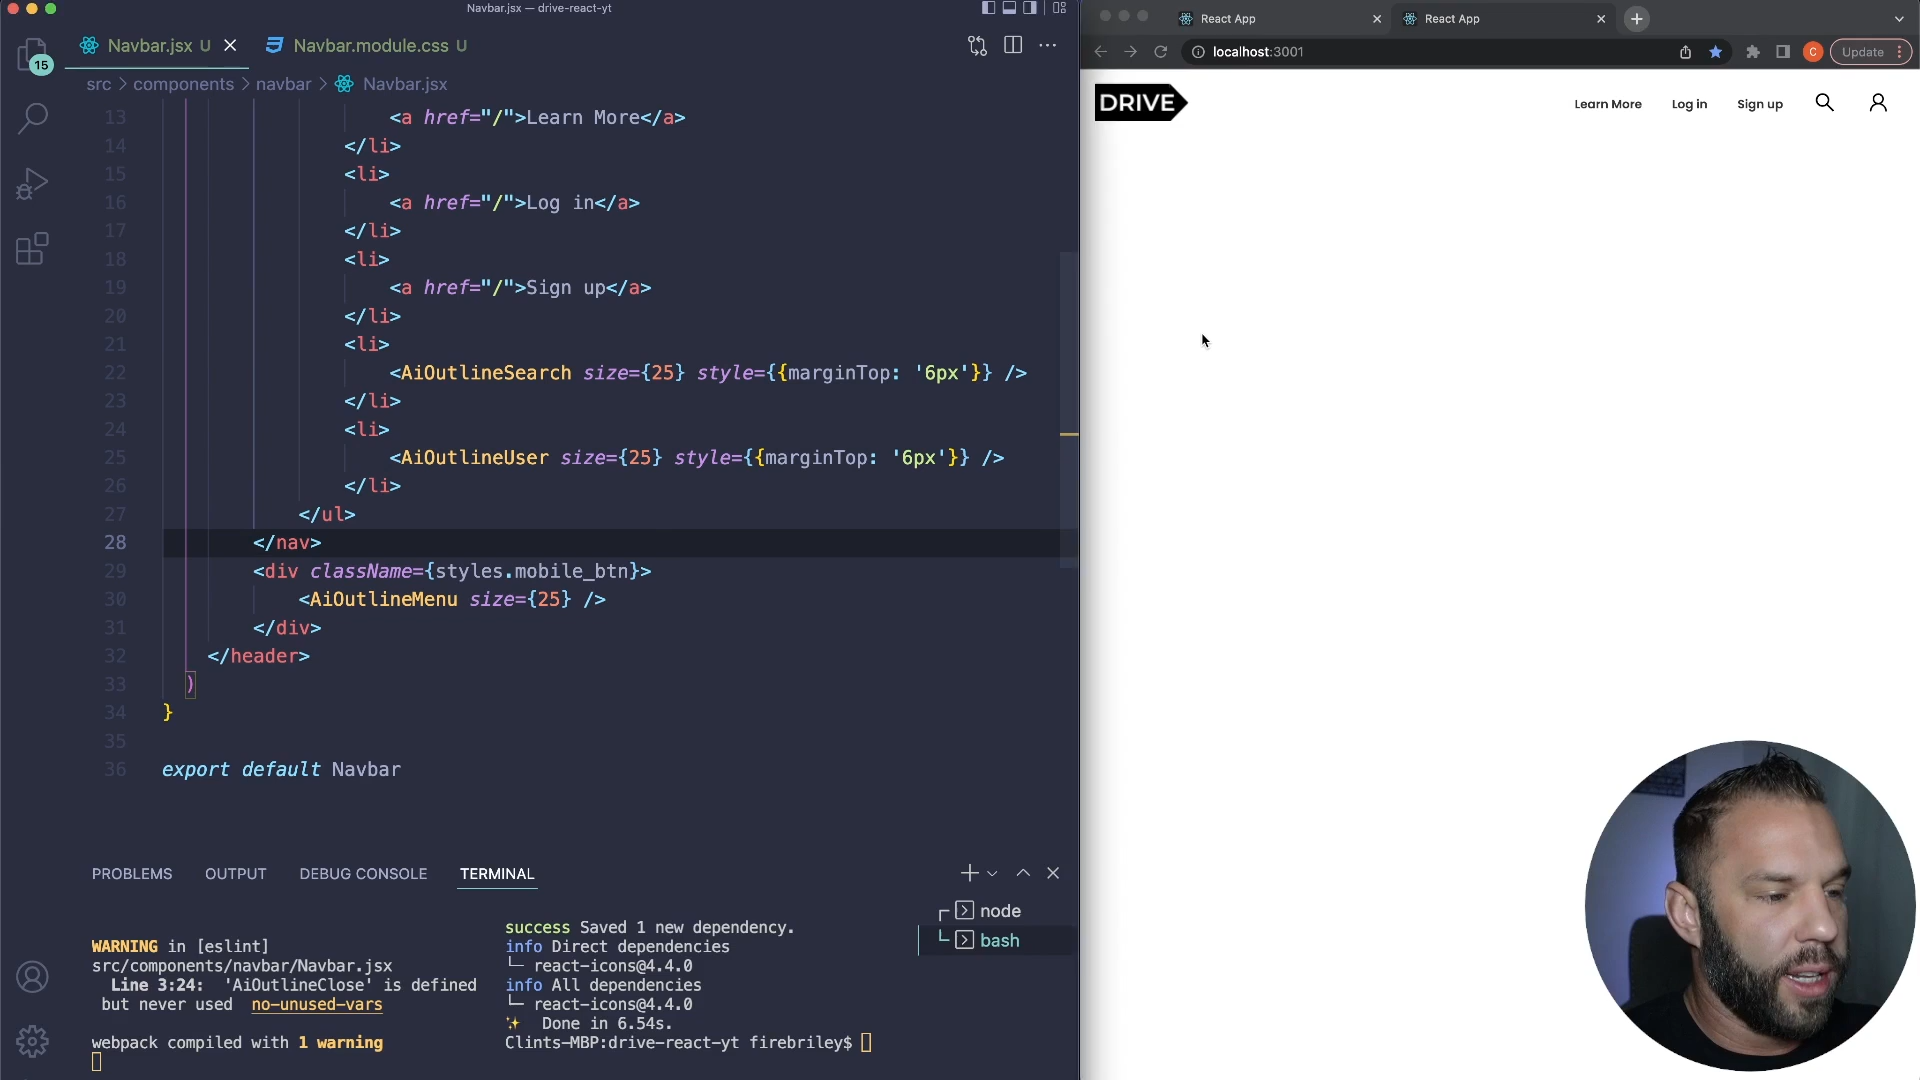 Navbar.jsx — drive-react-yt
Navbar.jsx U
Navbar.module.css U
15
src > components > navbar > Navbar.jsx
13 <a href="/">Learn More</a>
14 </li>
15 <li>
16 <a href="/">Log in</a>
17 </li>
18 <li>
19 <a href="/">Sign up</a>
20 </li>
21 <li>
22 <AiOutlineSearch size={25} style={{marginTop: '6px'}} />
23 </li>
24 <li>
25 <AiOutlineUser size={25} style={{marginTop: '6px'}} />
26 </li>
27 </ul>
28 </nav>
29 <div className={styles.mobile_btn}>
30 <AiOutlineMenu size={25} />
31 </div>
32 </header>
33 )
34 }
35
36 export default Navbar
PROBLEMS OUTPUT DEBUG CONSOLE TERMINAL
WARNING in [eslint]
src/components/navbar/Navbar.jsx
Line 3:24: 'AiOutlineClose' is defined
but never used no-unused-vars
webpack compiled with 1 warning
success Saved 1 new dependency.
info Direct dependencies
└─ react-icons@4.4.0
info All dependencies
└─ react-icons@4.4.0
✨ Done in 6.54s.
Clints-MBP:drive-react-yt firebriley$
node
bash
React App
React App
localhost:3001
C
Update
DRIVE
Learn More
Log in
Sign up